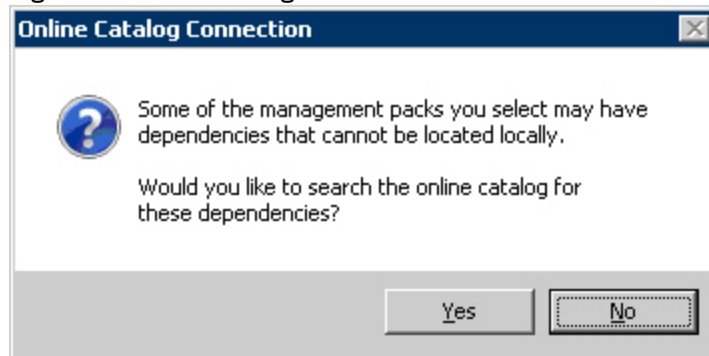 Online Catalog Connection
Some of the management packs you select may have
dependencies that cannot be located locally.
Would you like to search the online catalog for
these dependencies?
Yes
No